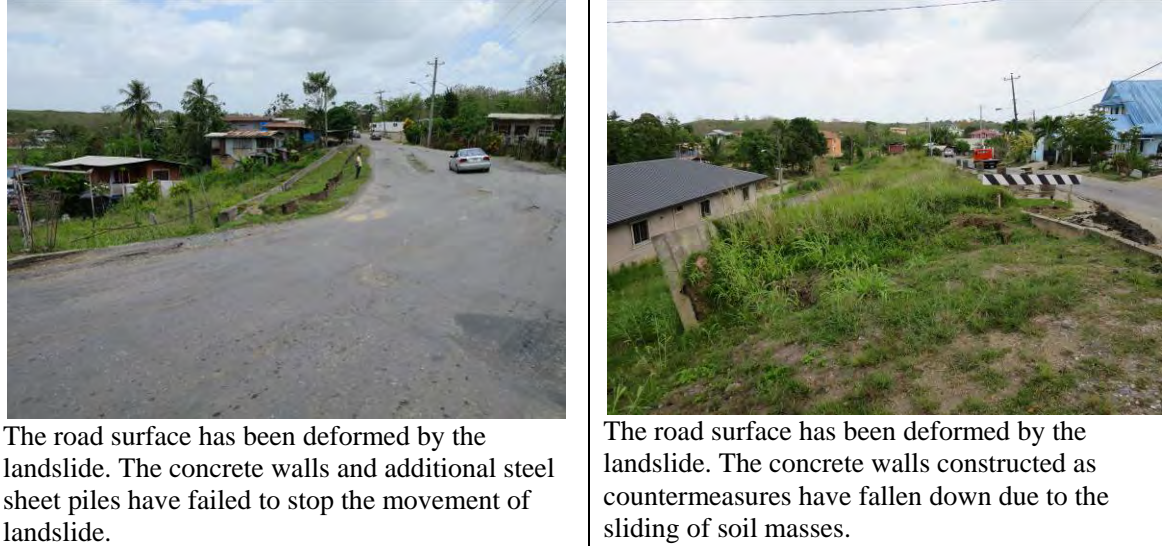 The road surface has been deformed by the
landslide. The concrete walls and additional steel
sheet piles have failed to stop the movement of
landslide.
The road surface has been deformed by the
landslide. The concrete walls constructed as
countermeasures have fallen down due to the
sliding of soil masses.